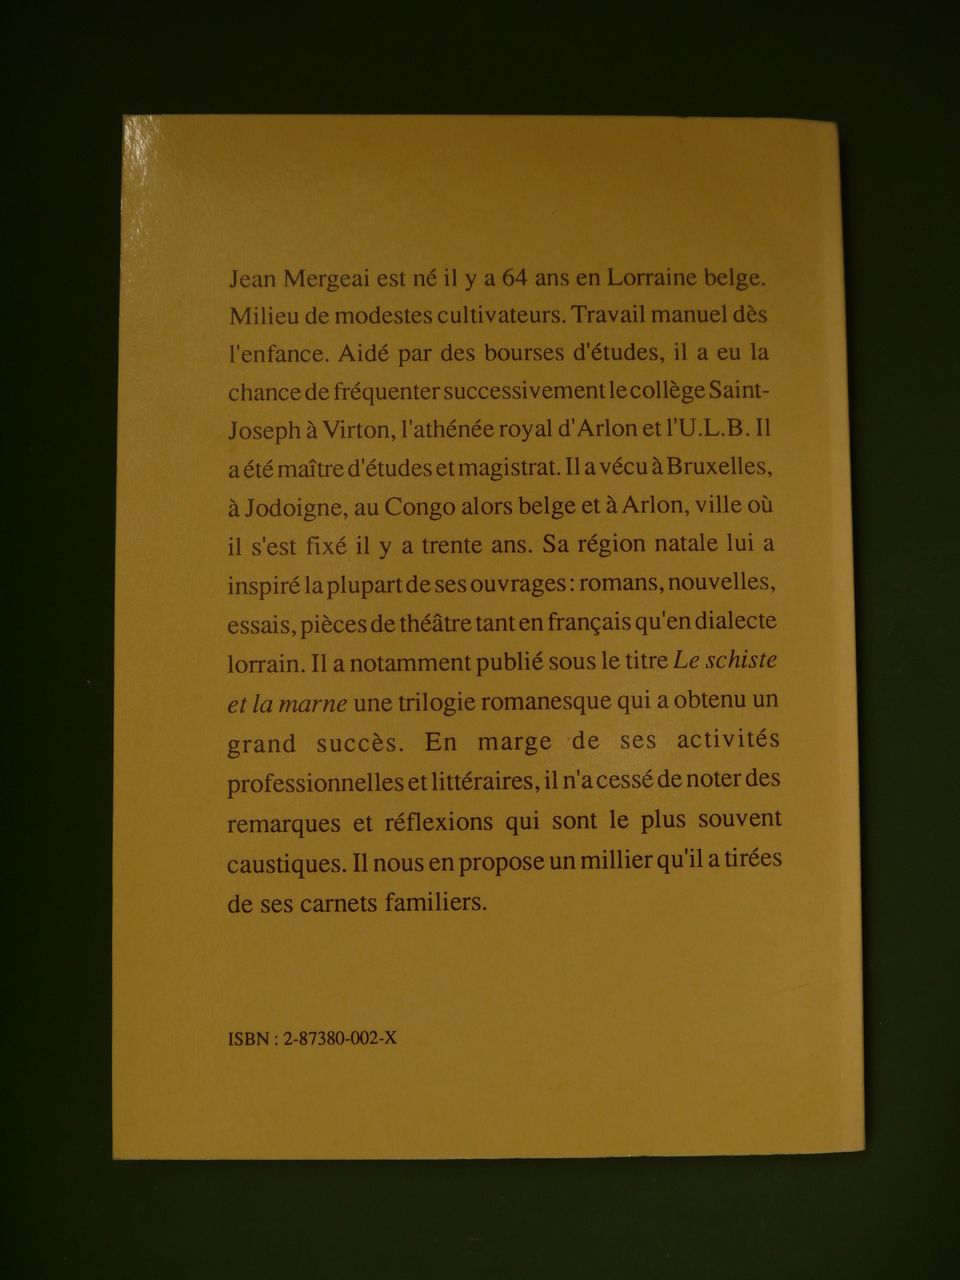 Jean Mergeai est né il y a 64 ans en Lorraine belge.
Milieu de modestes cultivateurs. Travail manuel dès
l'enfance. Aidé par des bourses d'études, il a eu la
chance de fréquenter successivement le collège Saint-
Joseph à Virton, l'athénée royal d'Arlon et l'U.L.B. Il
a été maître d'études et magistrat. Il a vécu à Bruxelles,
à Jodoigne, au Congo alors belge et à Arlon, ville où
il s'est fixé il y a trente ans. Sa région natale lui a
inspiré la plupart de ses ouvrages : romans, nouvelles,
essais, pièces de théâtre tant en français qu'en dialecte
lorrain. Il a notamment publié sous le titre Le schiste
et la marne une trilogie romanesque qui a obtenu un
grand succès. En marge de ses activités
professionnelles et littéraires, il n'a cessé de noter des
remarques et réflexions qui sont le plus souvent
caustiques. Il nous en propose un millier qu'il a tirées
de ses carnets familiers.
ISBN : 2-87380-002-X